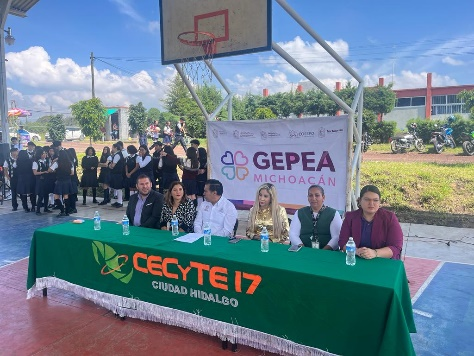 GEPEA
MICHOACÁN
CECyTE 17
CIUDAD HIDALGO